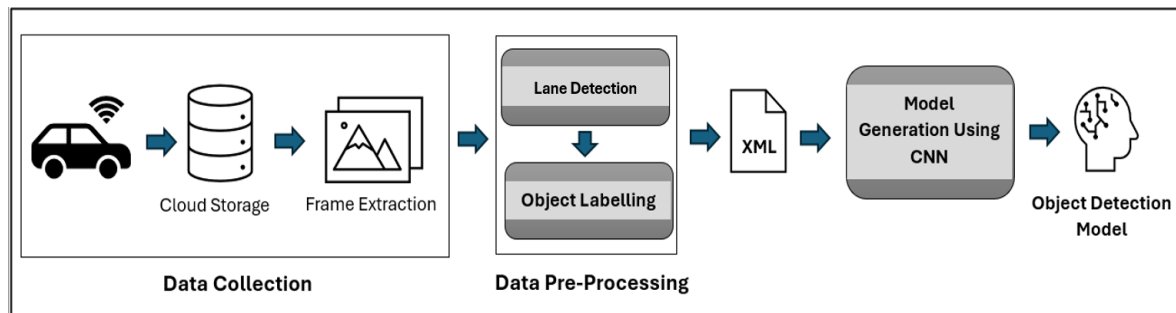 Cloud Storage
Frame Extraction
Data Collection
Lane Detection
Object Labelling
Data Pre-Processing
XML
Model
Generation Using
CNN
Object Detection
Model